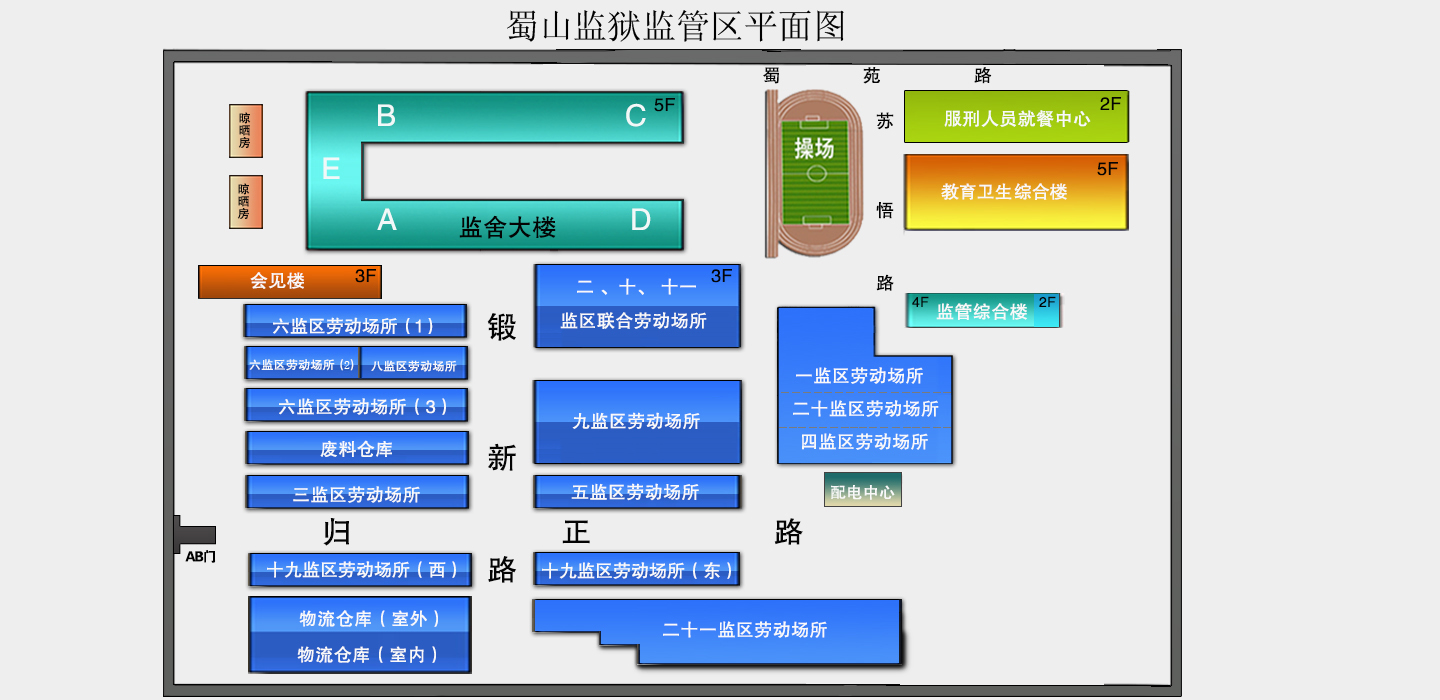 蜀山监狱监管区平面图
蜀 苑 路
晾晒房
晾晒房
B
C
5F
E
A
监舍大楼
D
操场
苏
悟
路
2F
服刑人员就餐中心
5F
教育卫生综合楼
会见楼
3F
3F
二、十、十一
监区联合劳动场所
4F
监管综合楼
2F
六监区劳动场所（1）
六监区劳动场所（2）
八监区劳动场所
六监区劳动场所（3）
废料仓库
三监区劳动场所
锻
新
路
九监区劳动场所
五监区劳动场所
一监区劳动场所
二十监区劳动场所
四监区劳动场所
配电中心
归 正 路
AB门
十九监区劳动场所（西）
十九监区劳动场所（东）
物流仓库（室外）
物流仓库（室内）
二十一监区劳动场所